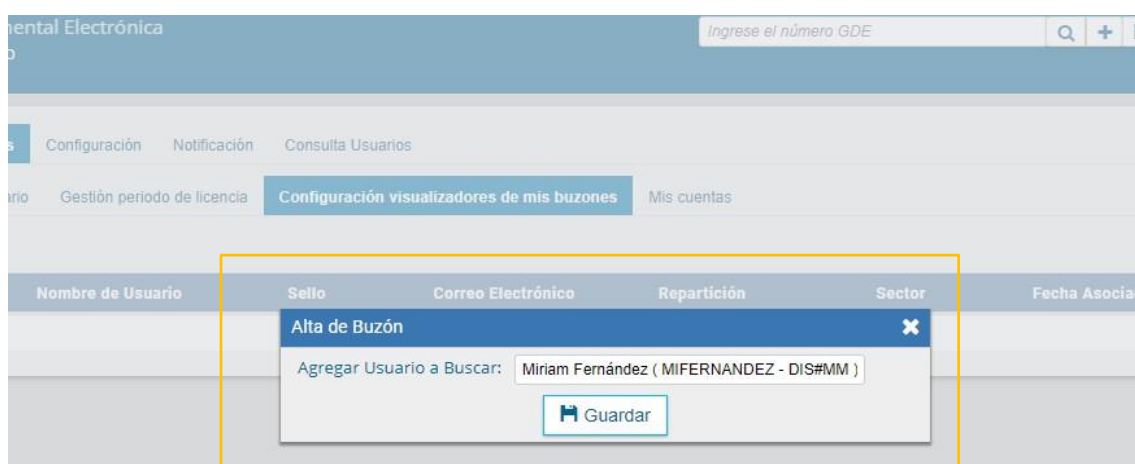 ental Electrónica
Ingrese el número GDE
Configuración Notificación Consulta Usuarios
Gestión periodo de licencia Configuración visualizadores de mis buzones Mis cuentas
Nombre de Usuario Sello Correo Electrónico Repartición Sector Fecha Asocia
Alta de Buzón
Agregar Usuario a Buscar: Miriam Fernández ( MIFERNANDEZ - DIS#MM )
Guardar